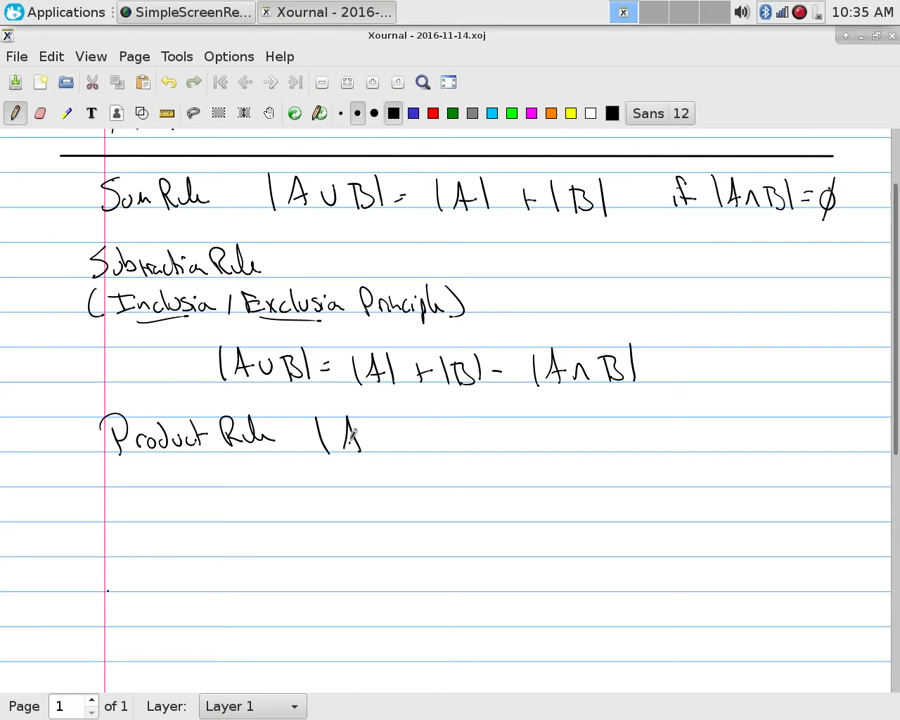 Applications SimpleScreenRe... Xournal - 2016-... 10:35 AM
Xournal - 2016-11-14.xoj
File Edit View Page Tools Options Help
T Sans 12
Sum Rule |A ∪ B| = |A| + |B| if |A∩B| = ∅
Subtraction Rule
(Inclusion / Exclusion Principle)
|A∪B| = |A| + |B| - |A ∩ B|
Product Rule | A
Page 1 of 1 Layer: Layer 1